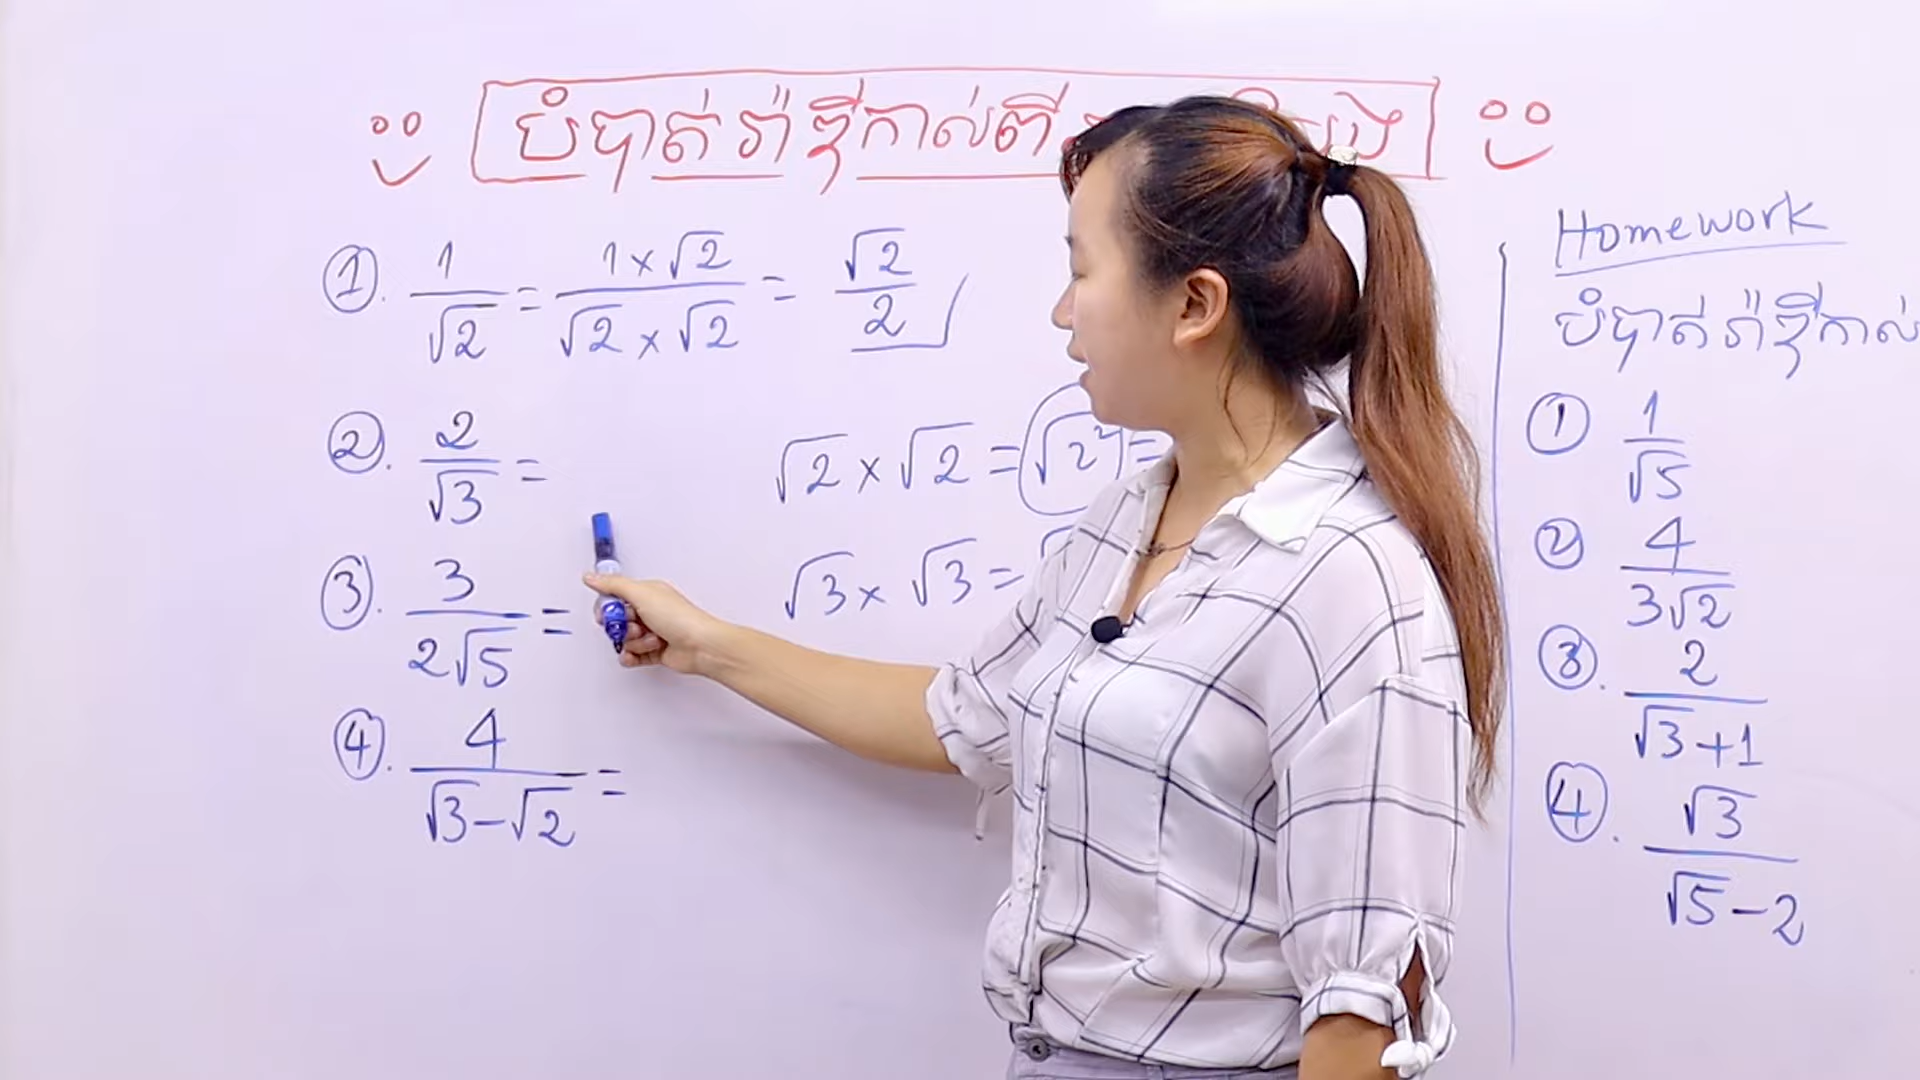 បំបាត់រ៉ាឌីកាល់ពី
①. 1/√2 = 1×√2/√2×√2 = √2/2
②. 2/√3 =
√2 × √2 = √2² =
③. 3/2√5 =
√3 × √3 =
④. 4/√3-√2 =
Homework
បំបាត់រ៉ាឌីកាល់
① 1/√5
② 4/3√2
③. 2/√3+1
④. √3/√5-2